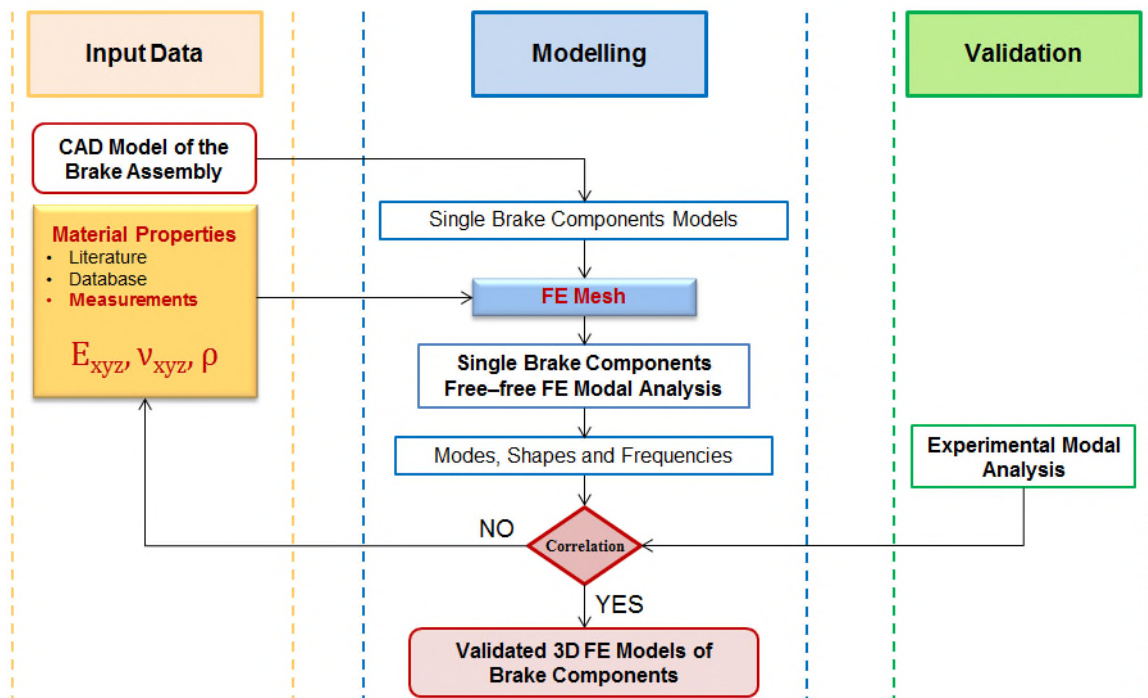 Input Data
Modelling
Validation
CAD Model of the
Brake Assembly
Single Brake Components Models
Material Properties
• Literature
• Database
• Measurements
E_xyz, ν_xyz, ρ
FE Mesh
Single Brake Components
Free–free FE Modal Analysis
Modes, Shapes and Frequencies
Experimental Modal
Analysis
NO
Correlation
YES
Validated 3D FE Models of
Brake Components